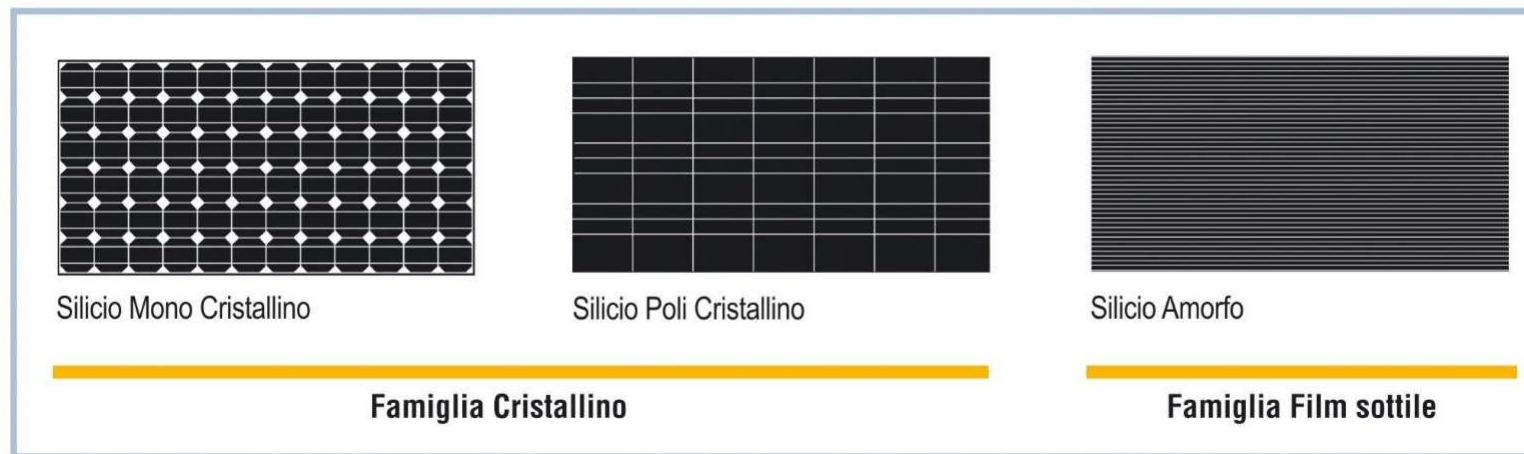 Silicio Mono Cristallino
Silicio Poli Cristallino
Silicio Amorfo
Famiglia Cristallino
Famiglia Film sottile